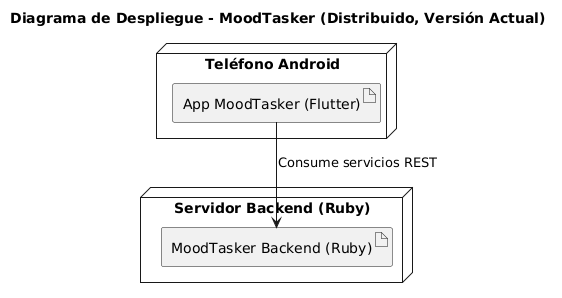 Diagrama de Despliegue - MoodTasker (Distribuido, Versión Actual)
Teléfono Android
App MoodTasker (Flutter)
Consume servicios REST
Servidor Backend (Ruby)
MoodTasker Backend (Ruby)